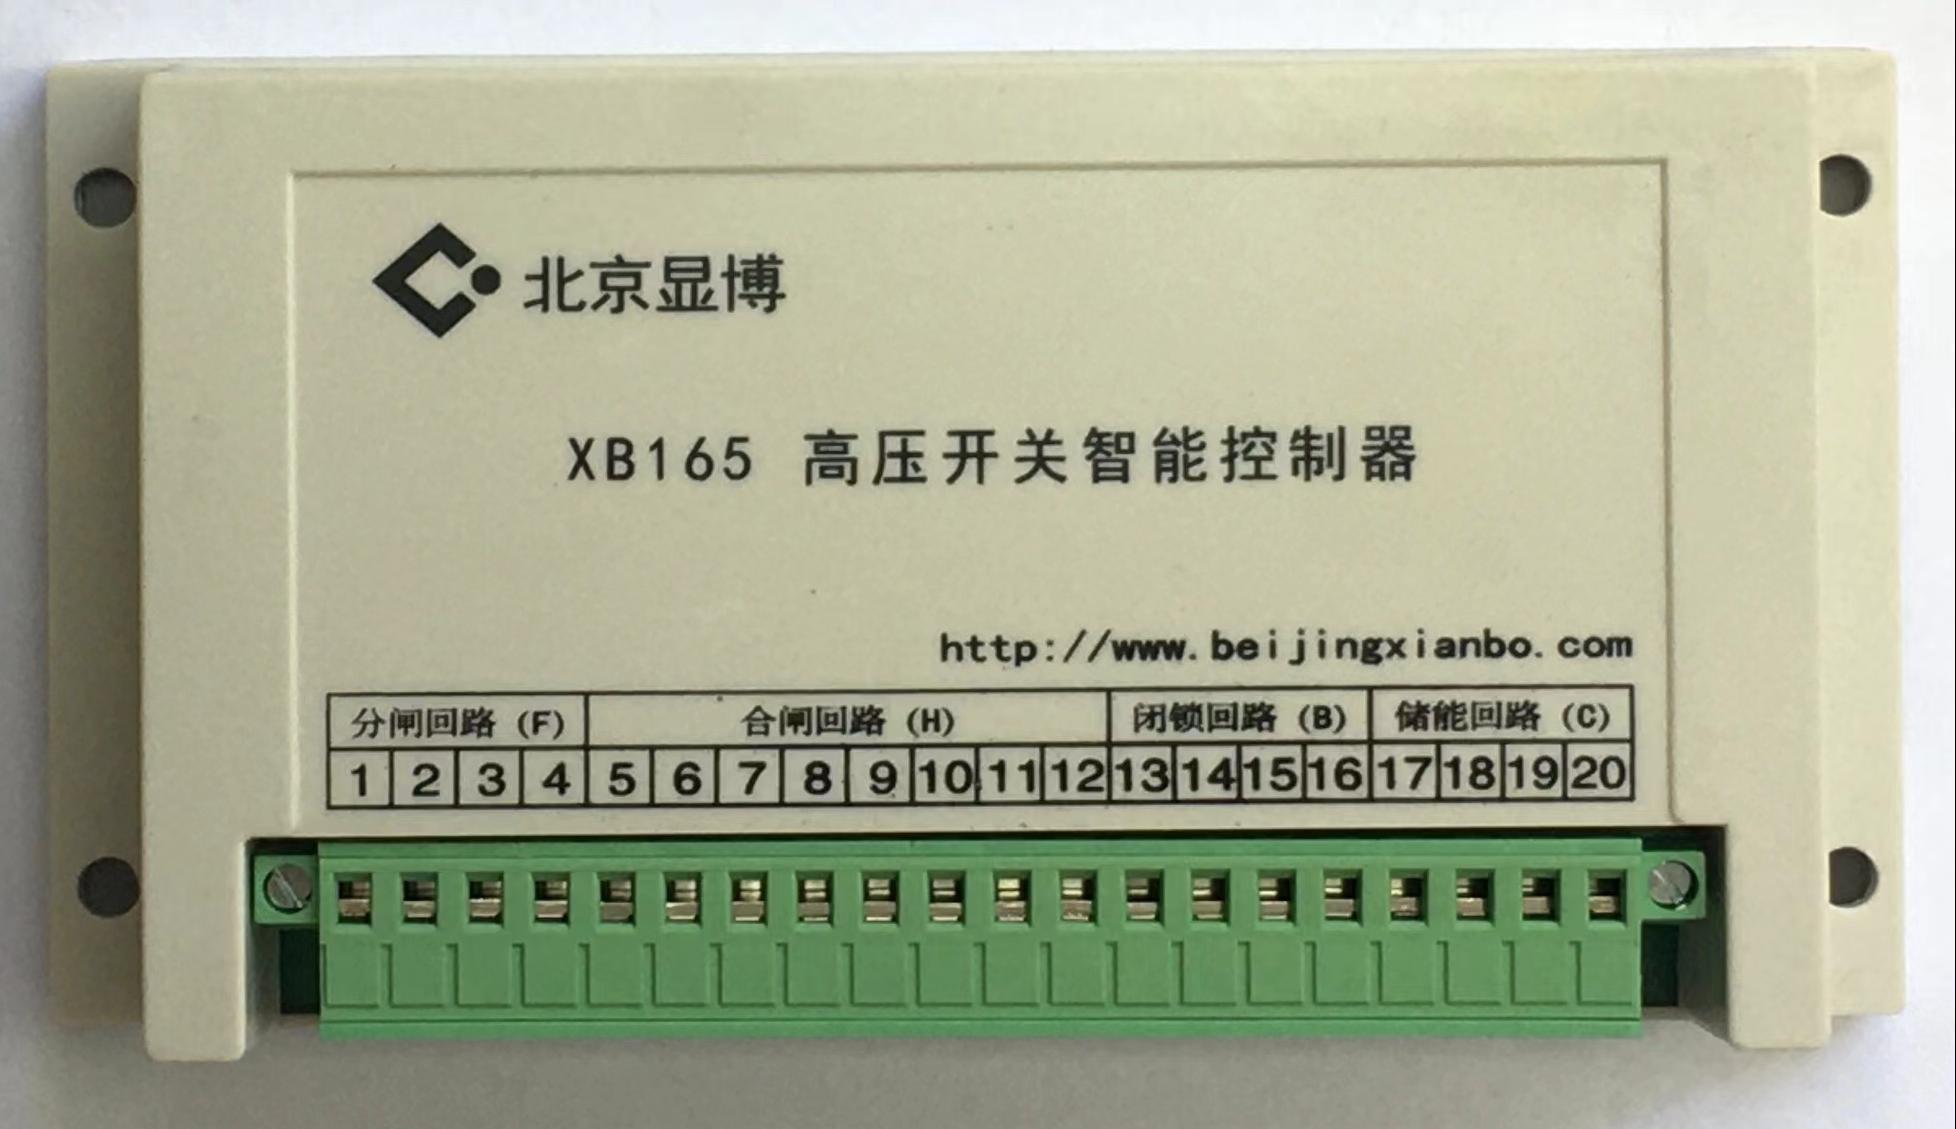 北京显博
XB165 高压开关智能控制器
http://www.beijingxianbo.com
分闸回路 (F) 合闸回路 (H) 闭锁回路 (B) 储能回路 (C)
1 2 3 4 5 6 7 8 9 10 11 12 13 14 15 16 17 18 19 20